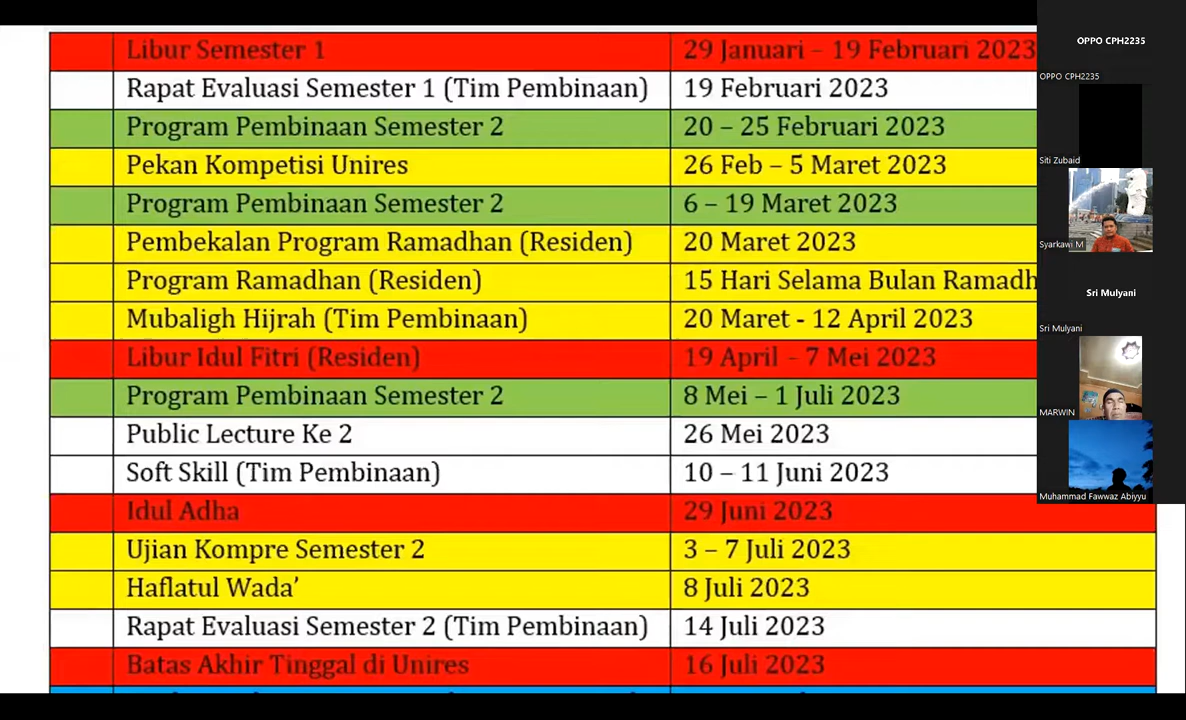 Libur Semester 1 29 Januari – 19 Februari 2023
Rapat Evaluasi Semester 1 (Tim Pembinaan) 19 Februari 2023
Program Pembinaan Semester 2 20 – 25 Februari 2023
Pekan Kompetisi Unires 26 Feb – 5 Maret 2023
Program Pembinaan Semester 2 6 – 19 Maret 2023
Pembekalan Program Ramadhan (Residen) 20 Maret 2023
Program Ramadhan (Residen) 15 Hari Selama Bulan Ramadh
Mubaligh Hijrah (Tim Pembinaan) 20 Maret - 12 April 2023
Libur Idul Fitri (Residen) 19 April - 7 Mei 2023
Program Pembinaan Semester 2 8 Mei – 1 Juli 2023
Public Lecture Ke 2 26 Mei 2023
Soft Skill (Tim Pembinaan) 10 – 11 Juni 2023
Idul Adha 29 Juni 2023
Ujian Kompre Semester 2 3 – 7 Juli 2023
Haflatul Wada’ 8 Juli 2023
Rapat Evaluasi Semester 2 (Tim Pembinaan) 14 Juli 2023
Batas Akhir Tinggal di Unires 16 Juli 2023
OPPO CPH2235
OPPO CPH2235
Siti Zubaid
Syarkawi M
Sri Mulyani
Sri Mulyani
MARWIN
Muhammad Fawwaz Abiyyu